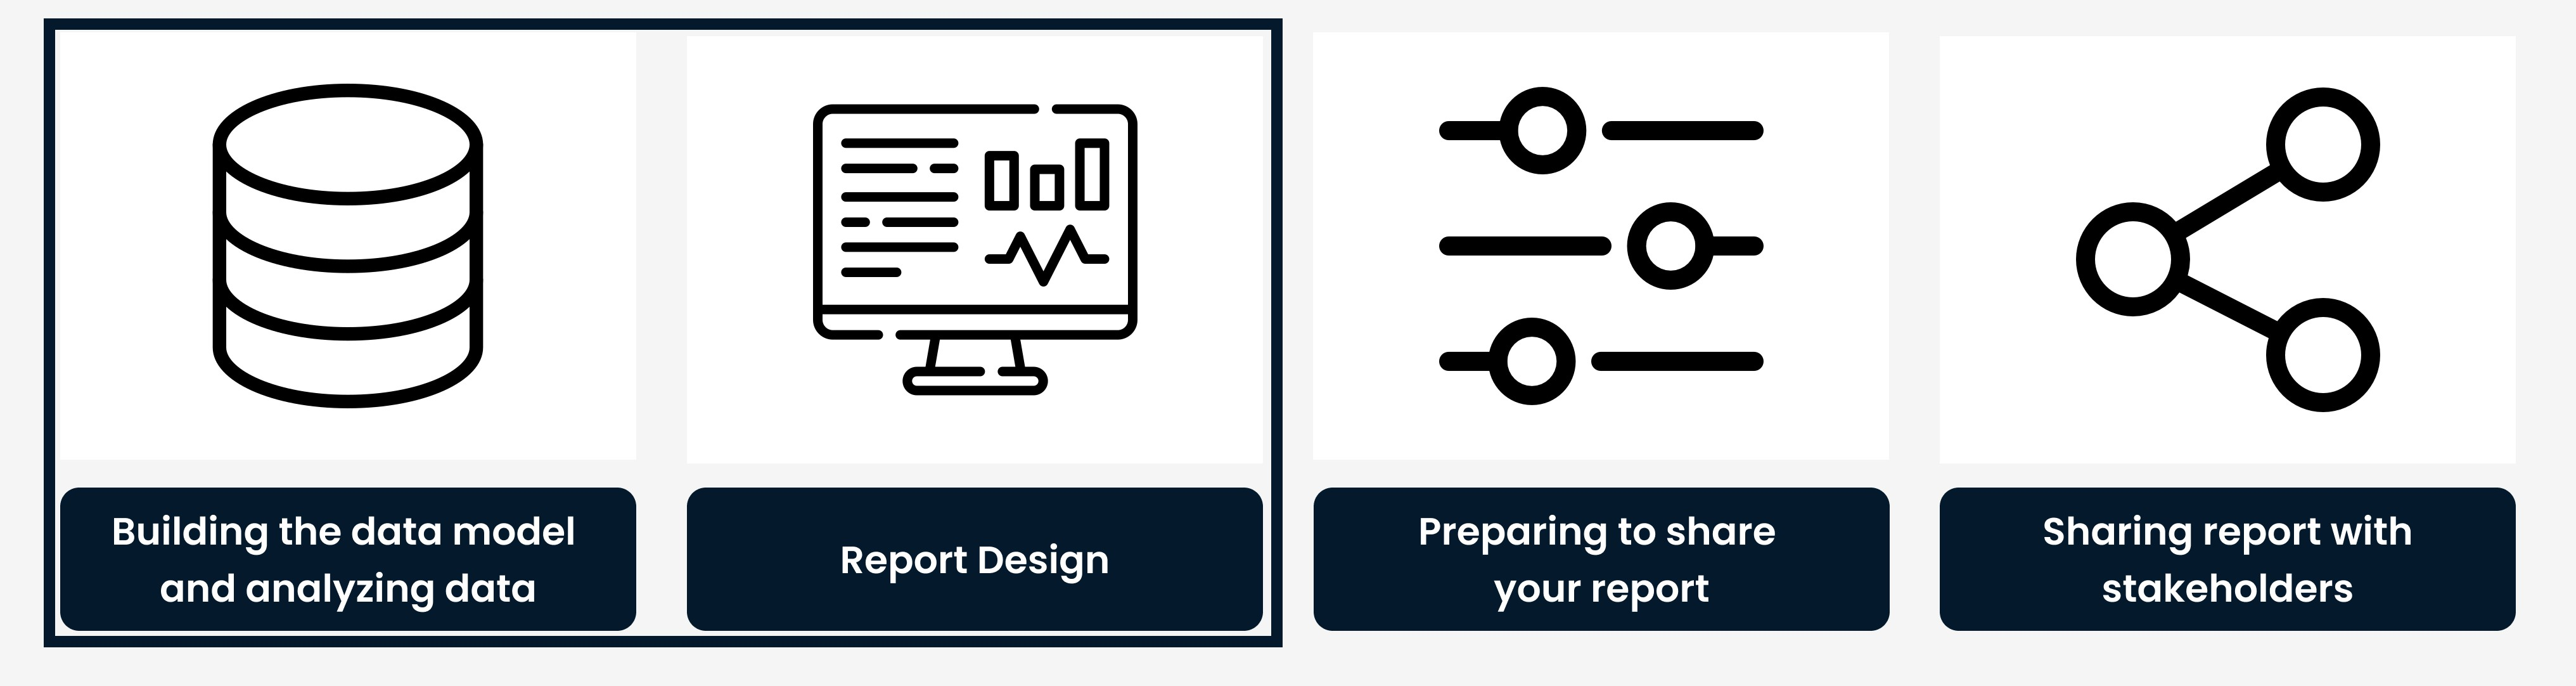 Building the data model
and analyzing data
Report Design
Preparing to share
your report
Sharing report with
stakeholders